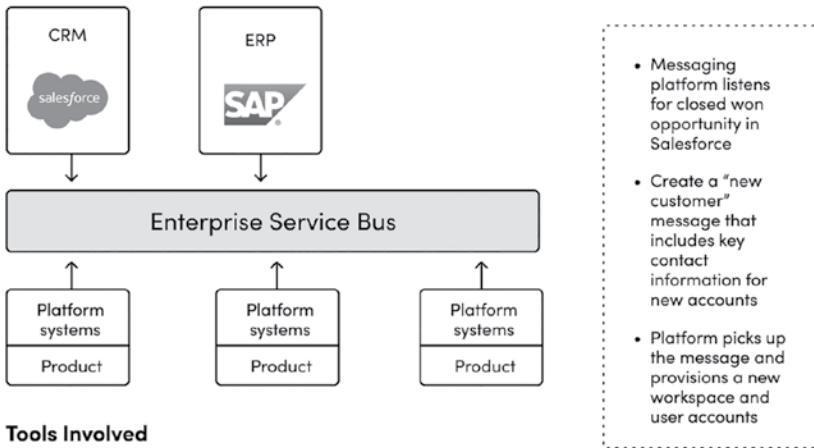 CRM
salesforce
ERP
SAP®
Enterprise Service Bus
Platform
systems
Product
Platform
systems
Product
Platform
systems
Product
Tools Involved
• Messaging
platform listens
for closed won
opportunity in
Salesforce
• Create a “new
customer”
message that
includes key
contact
information for
new accounts
• Platform picks up
the message and
provisions a new
workspace and
user accounts